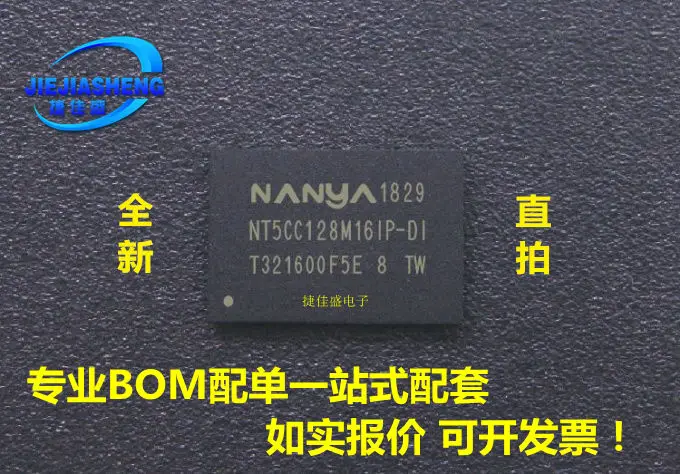 JIEJIASHENG
捷佳盛
NANYA 1829
NT5CC128M16IP-DI
T321600F5E 8 TW
捷佳盛电子
全新
直拍
专业BOM配单一站式配套
如实报价 可开发票！